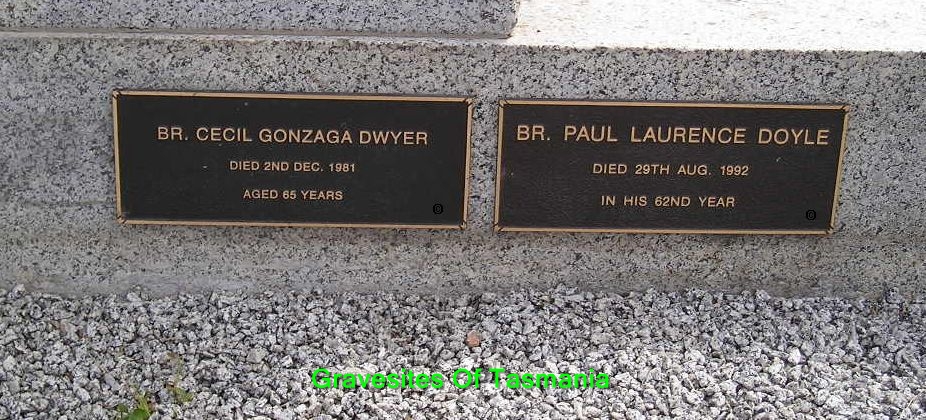 BR. CECIL GONZAGA DWYER
DIED 2ND DEC. 1981
AGED 65 YEARS
BR. PAUL LAURENCE DOYLE
DIED 29TH AUG. 1992
IN HIS 62ND YEAR
Gravesites Of Tasmania